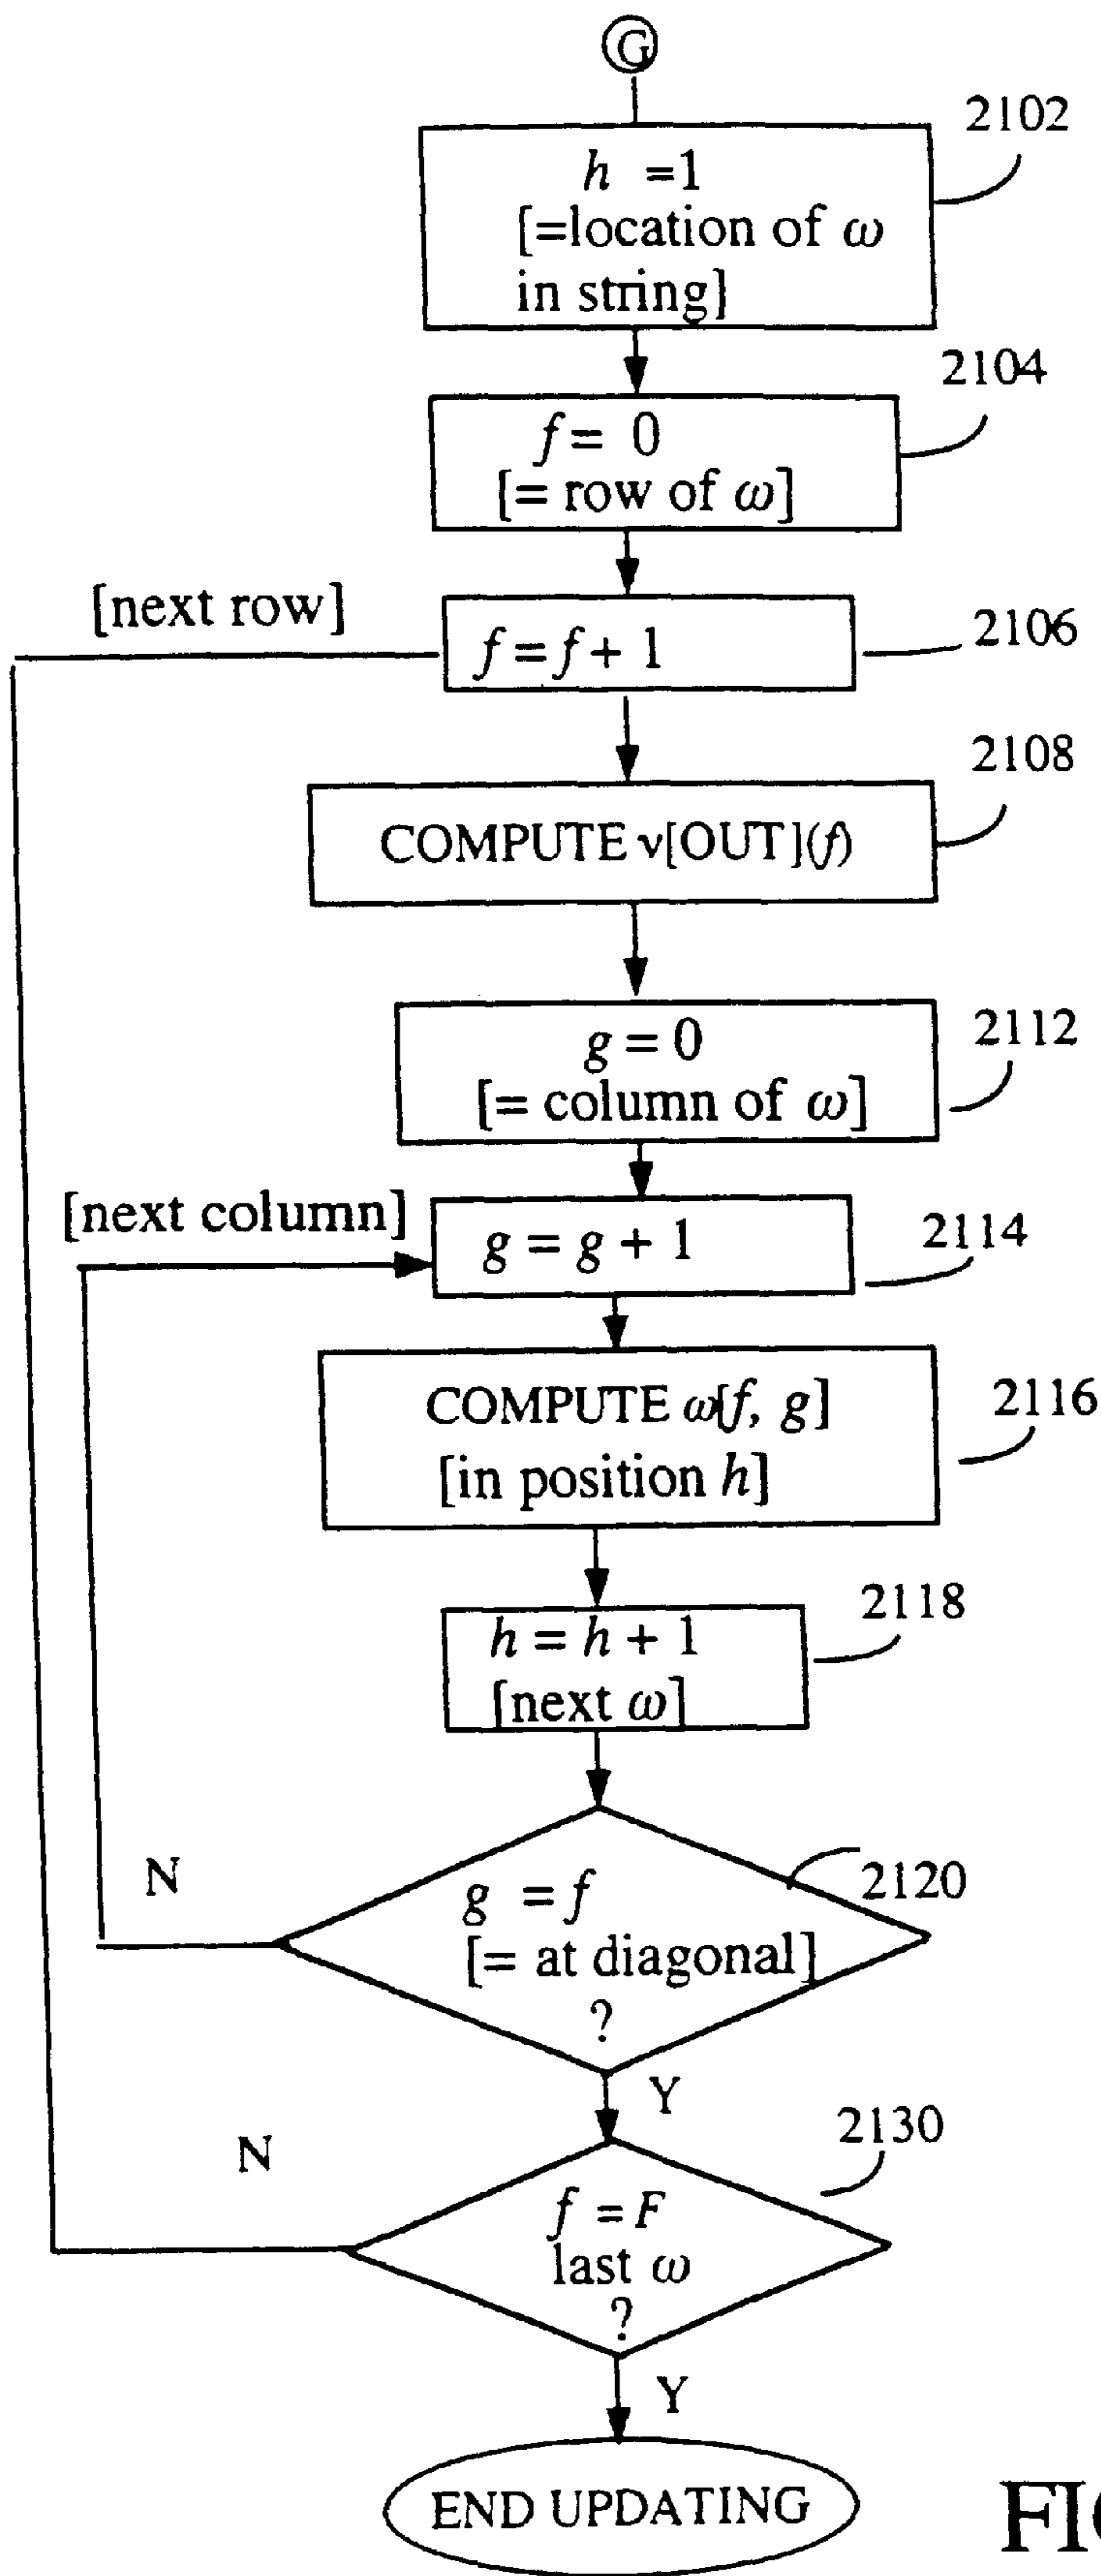 G
2102
h =1
[=location of ω
in string]
2104
f = 0
[= row of ω]
[next row]
2106
f = f + 1
2108
COMPUTE ν[OUT](f)
2112
g = 0
[= column of ω]
[next column]
2114
g = g + 1
2116
COMPUTE ω[f, g]
[in position h]
2118
h = h + 1
[next ω]
N
2120
g = f
[= at diagonal]
?
Y
N
2130
f = F
last ω
?
Y
END UPDATING